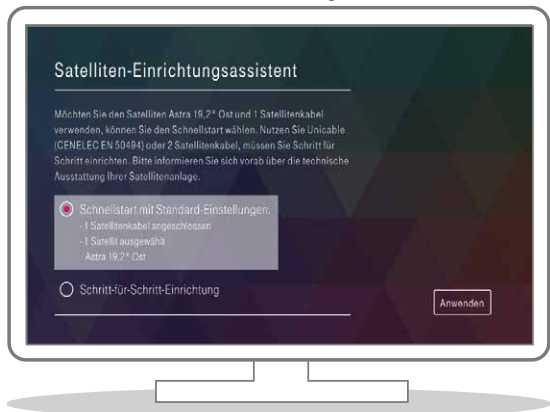 Satelliten-Einrichtungsassistent
Möchten Sie den Satelliten Astra 19,2° Ost und 1 Satellitenkabel
verwenden, können Sie den Schnellstart wählen. Nutzen Sie Unicable
(CENELEC EN 50494) oder 2 Satellitenkabel, müssen Sie Schritt für
Schritt einrichten. Bitte informieren Sie sich vorab über die technische
Ausstattung Ihrer Satellitenanlage.
Schnellstart mit Standard-Einstellungen:
- 1 Satellitenkabel angeschlossen
- 1 Satellit ausgewählt
Astra 19,2° Ost
Schritt-für-Schritt-Einrichtung
Anwenden